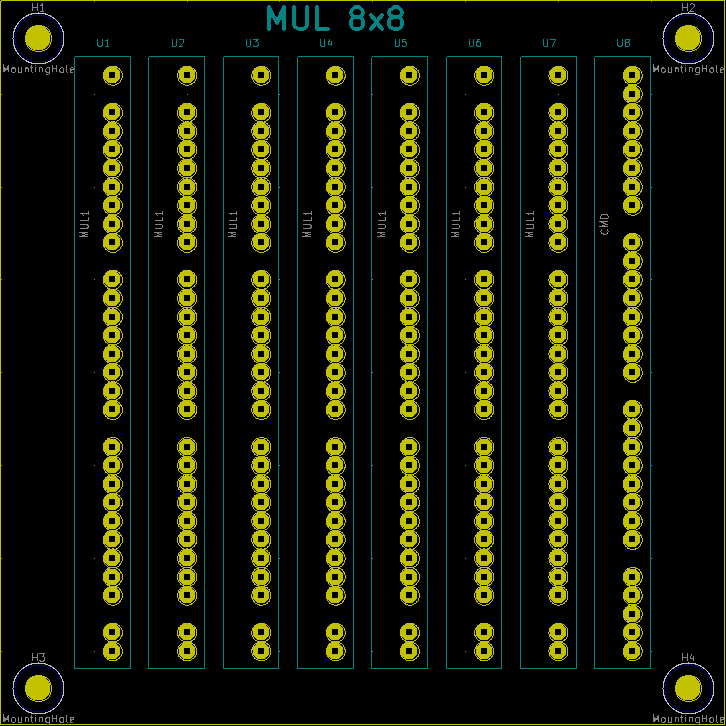 H1
MUL 8x8
H2
U1
U2
U3
U4
U5
U6
U7
U8
MountingHole
MountingHole
MUL1
MUL1
MUL1
MUL1
MUL1
MUL1
MUL1
CMD
H3
H4
MountingHole
MountingHole